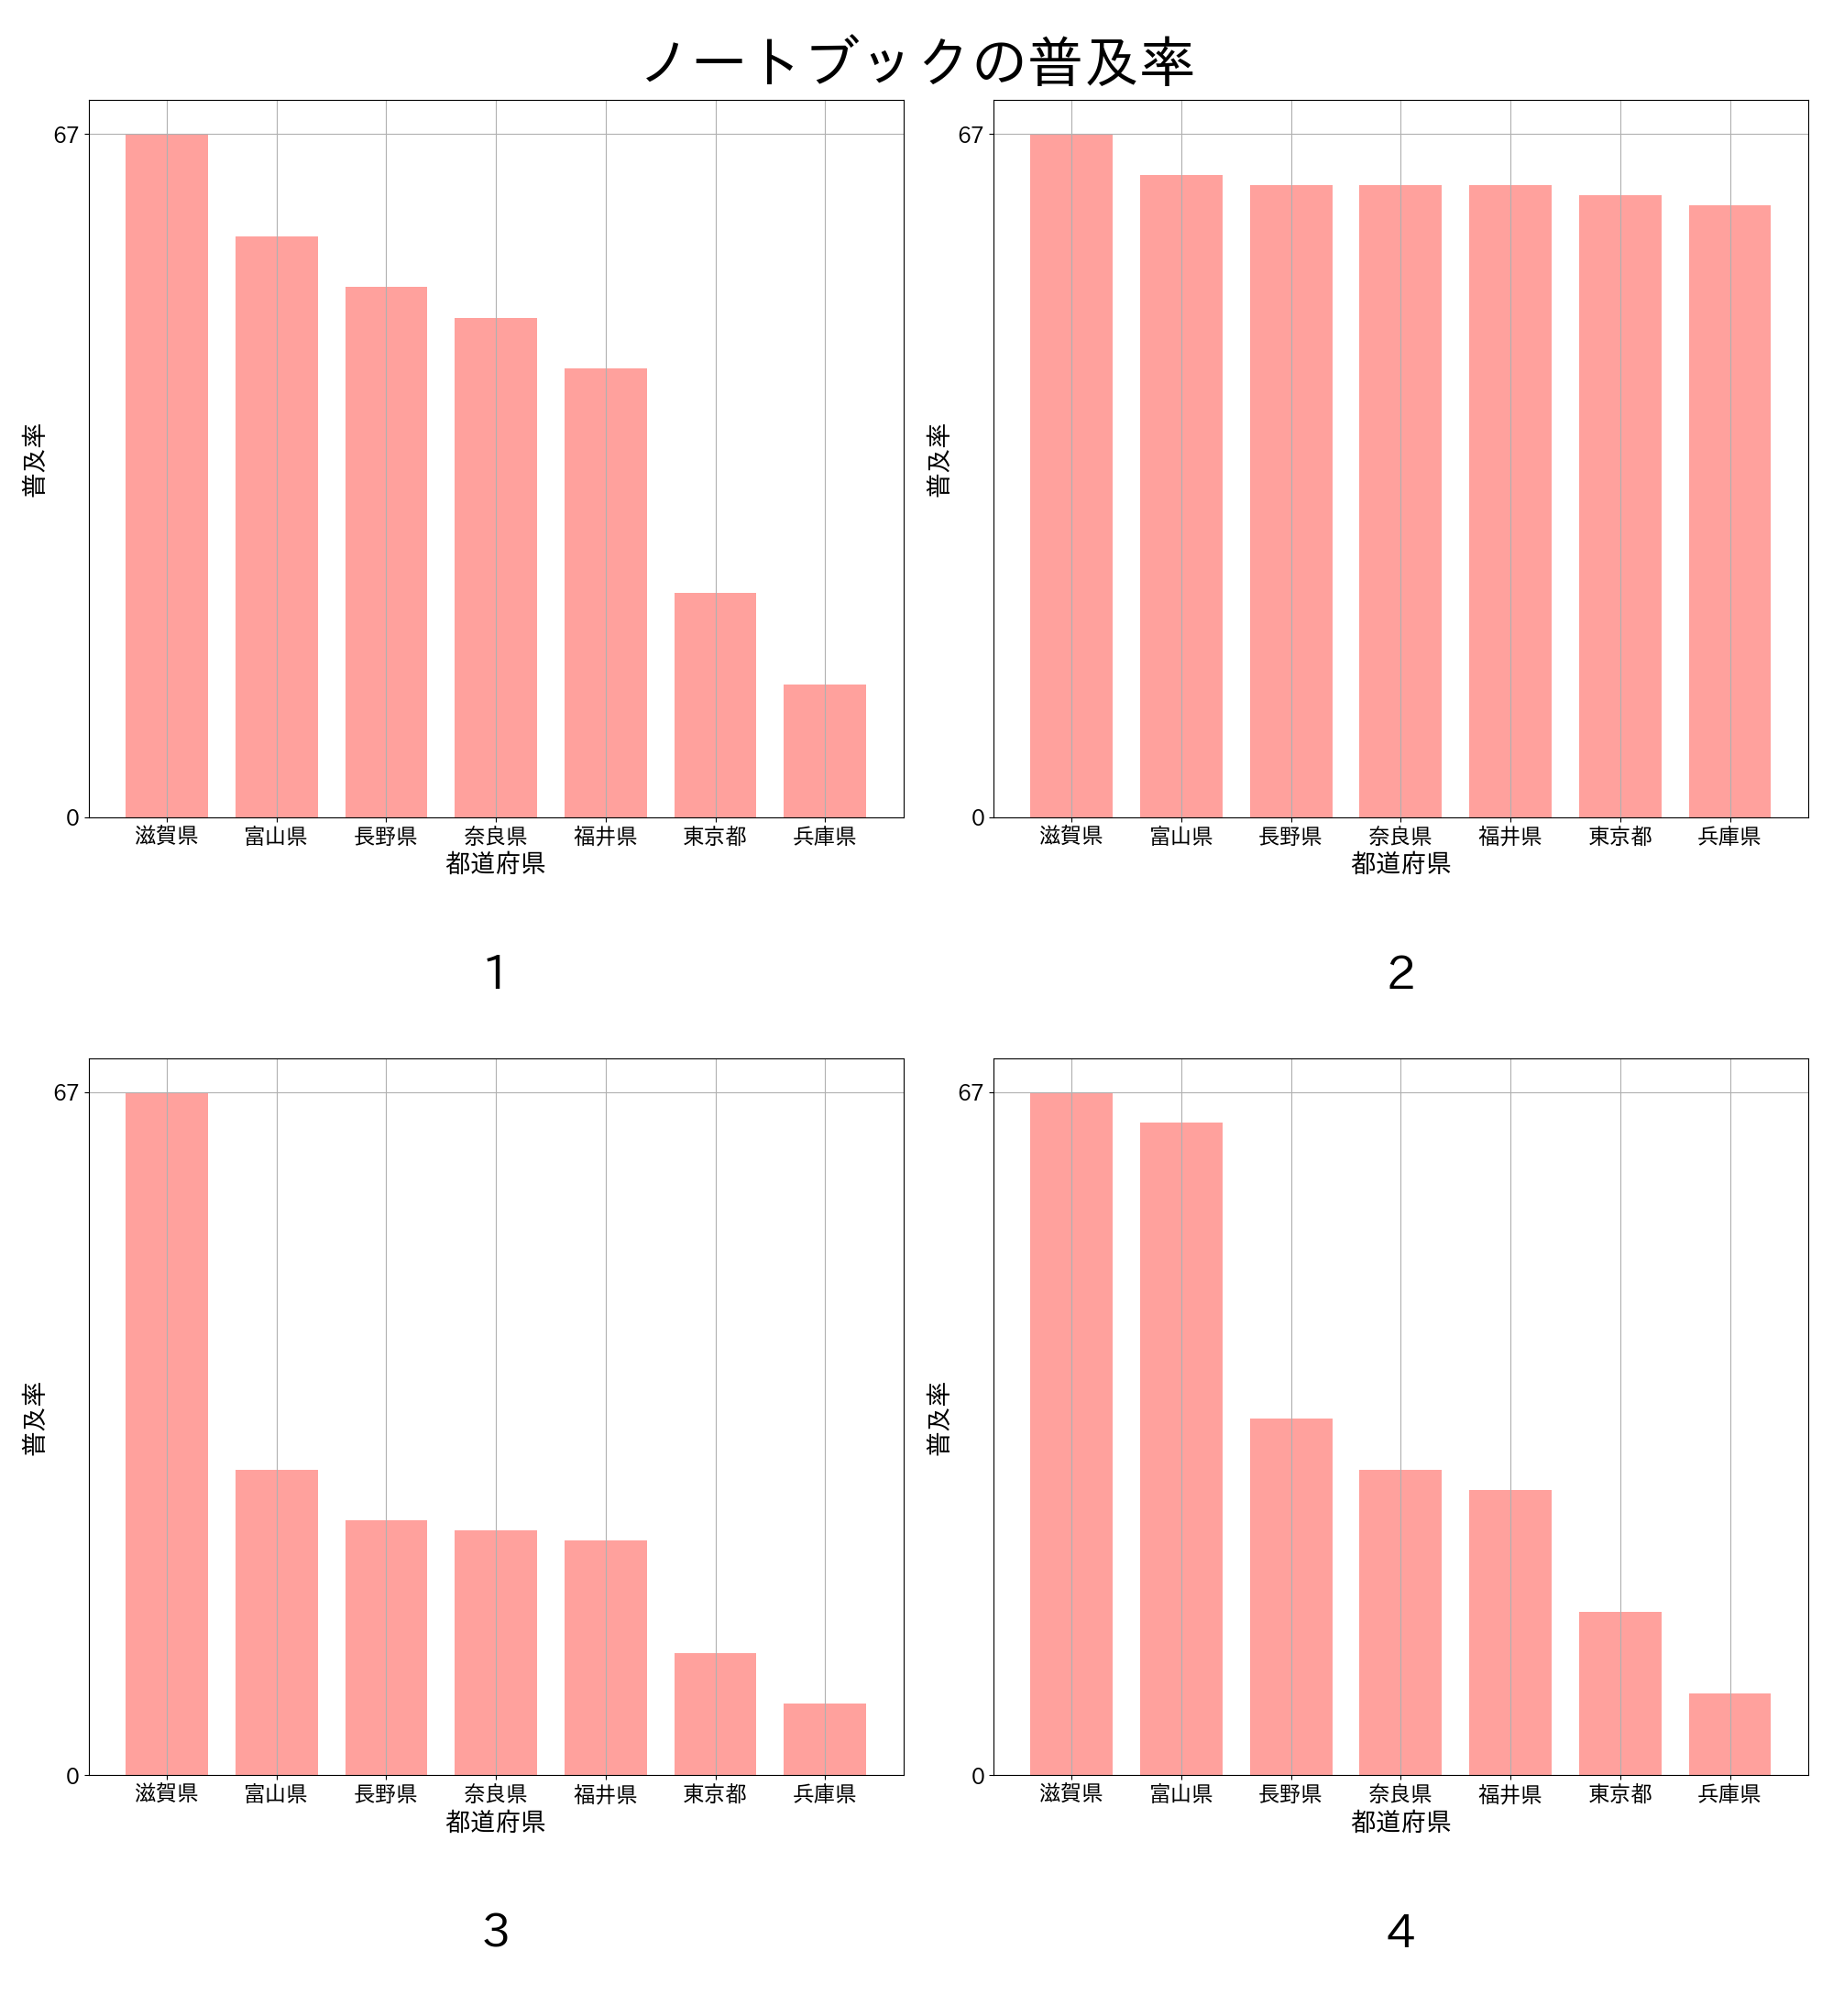 ノートブックの普及率
67
0
普及率
滋賀県 富山県 長野県 奈良県 福井県 東京都 兵庫県
都道府県
1
67
0
普及率
滋賀県 富山県 長野県 奈良県 福井県 東京都 兵庫県
都道府県
2
67
0
普及率
滋賀県 富山県 長野県 奈良県 福井県 東京都 兵庫県
都道府県
3
67
0
普及率
滋賀県 富山県 長野県 奈良県 福井県 東京都 兵庫県
都道府県
4